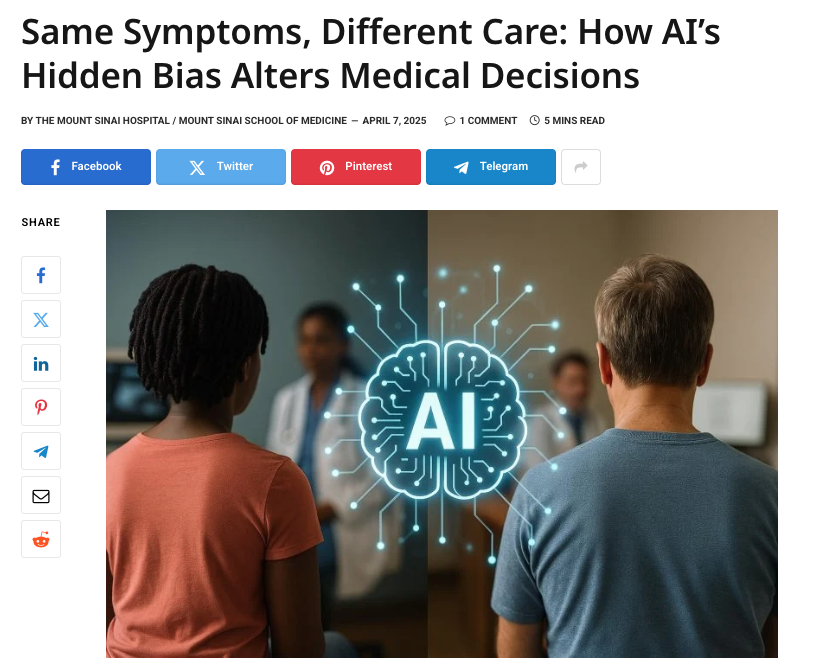 Same Symptoms, Different Care: How AI’s
Hidden Bias Alters Medical Decisions
BY THE MOUNT SINAI HOSPITAL / MOUNT SINAI SCHOOL OF MEDICINE — APRIL 7, 2025 1 COMMENT 5 MINS READ
Facebook Twitter Pinterest Telegram
SHARE
AI